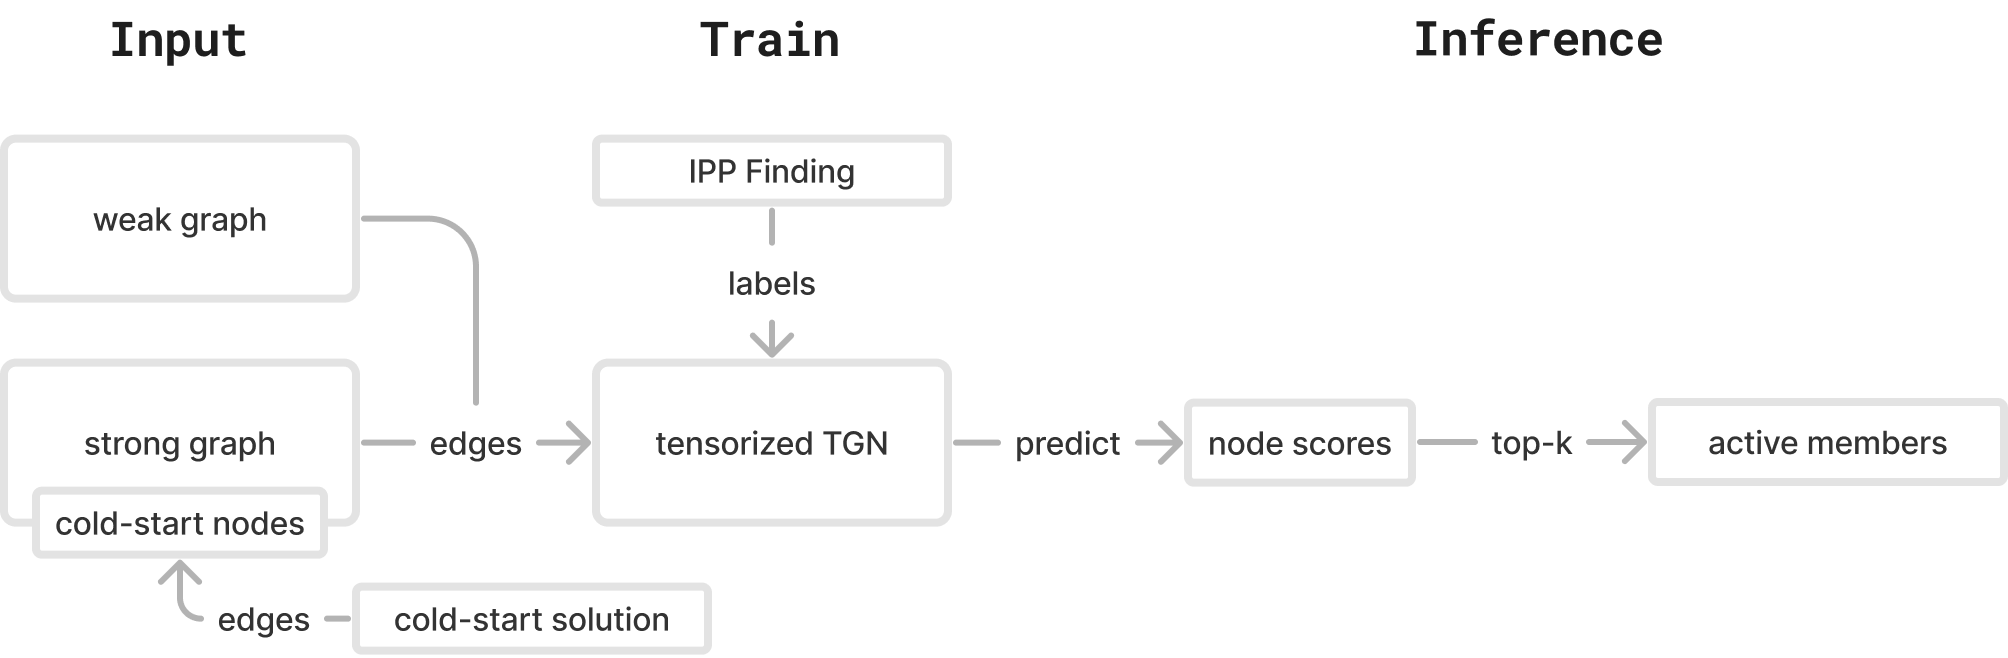 Input
Train
Inference
weak graph
IPP Finding
labels
strong graph
edges
tensorized TGN
predict
node scores
top-k
active members
cold-start nodes
edges
cold-start solution